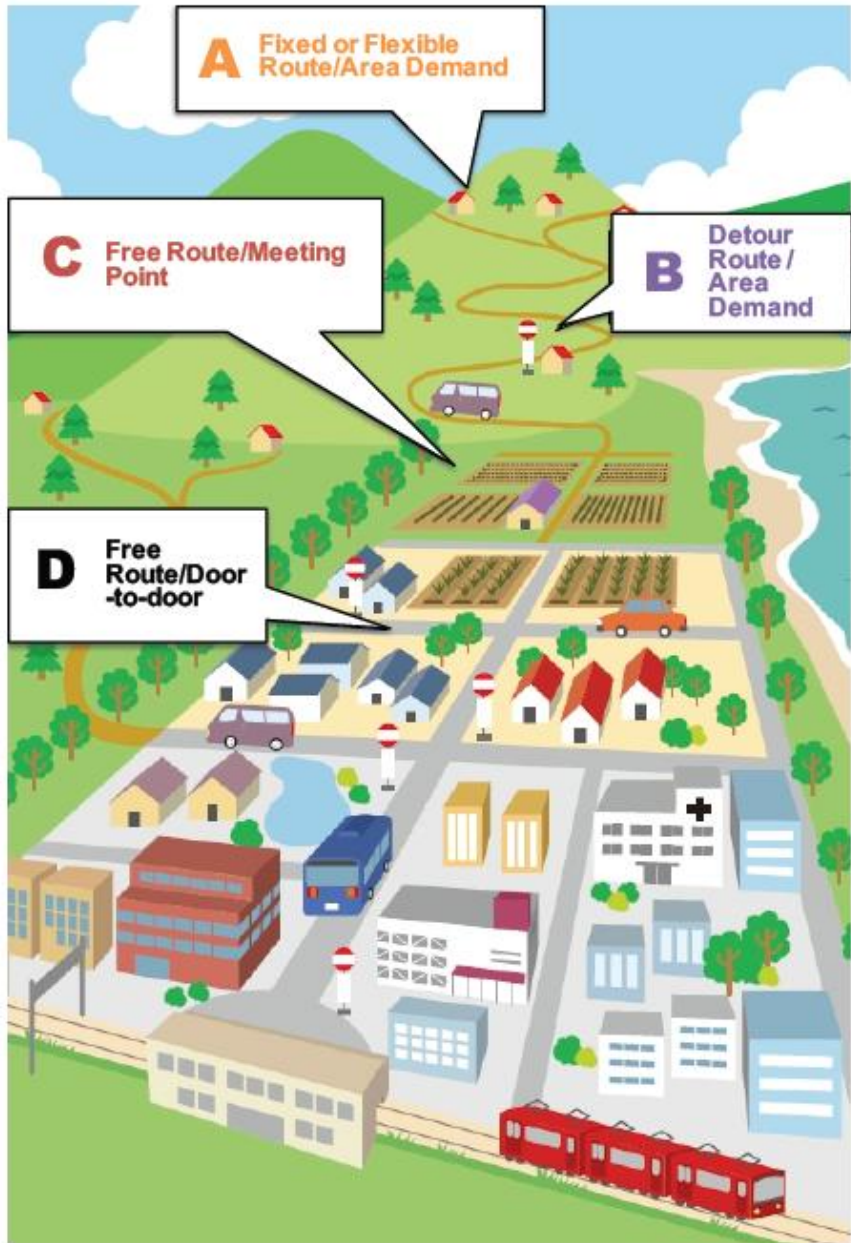 A
Fixed or Flexible
Route/Area Demand
C
Free Route/Meeting
Point
B
Detour
Route /
Area
Demand
D
Free
Route/Door
-to-door